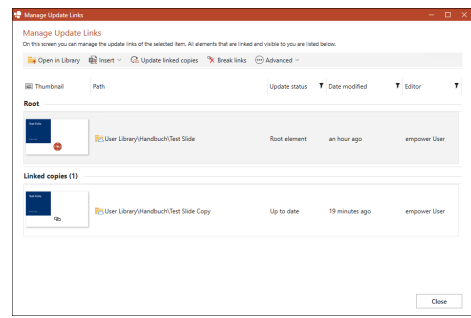 Manage Update Links
Manage Update Links
On this screen you can manage the update links of the selected item. All elements that are linked and visible to you are listed below.
Open in Library Insert Update linked copies Break links Advanced
Thumbnail Path Update status Date modified Editor
Root
User Library\Handbuch\Test Slide Root element an hour ago empower User
Linked copies (1)
User Library\Handbuch\Test Slide Copy Up to date 19 minutes ago empower User
Close